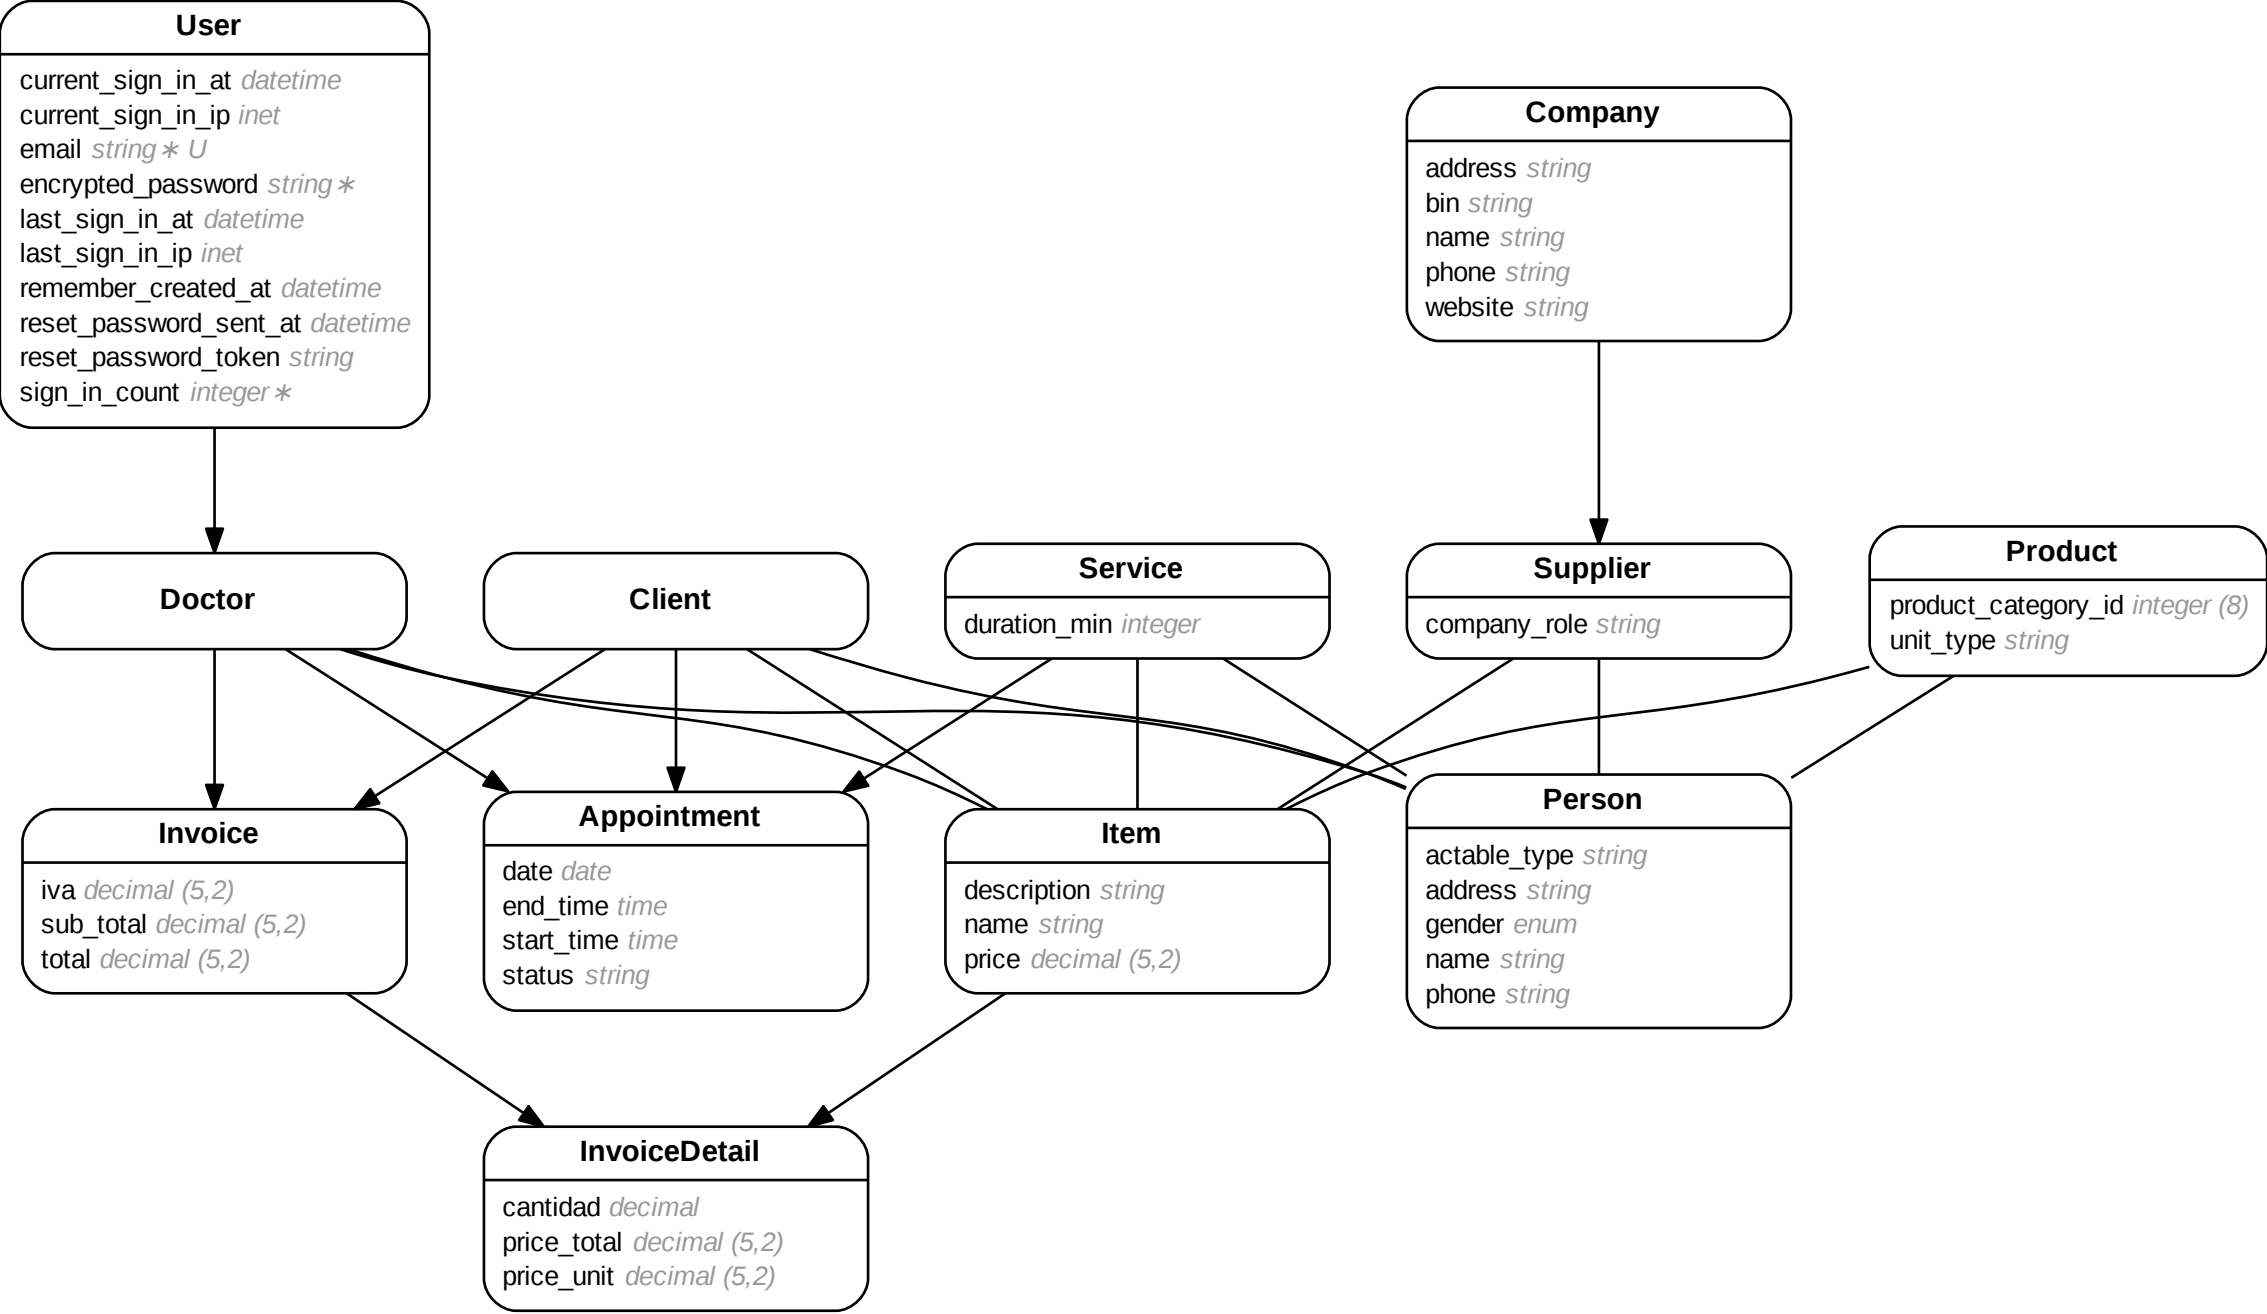 User
current_sign_in_at datetime
current_sign_in_ip inet
email string∗ U
encrypted_password string∗
last_sign_in_at datetime
last_sign_in_ip inet
remember_created_at datetime
reset_password_sent_at datetime
reset_password_token string
sign_in_count integer∗
Company
address string
bin string
name string
phone string
website string
Doctor
Client
Service
duration_min integer
Supplier
company_role string
Product
product_category_id integer (8)
unit_type string
Invoice
iva decimal (5,2)
sub_total decimal (5,2)
total decimal (5,2)
Appointment
date date
end_time time
start_time time
status string
Item
description string
name string
price decimal (5,2)
Person
actable_type string
address string
gender enum
name string
phone string
InvoiceDetail
cantidad decimal
price_total decimal (5,2)
price_unit decimal (5,2)